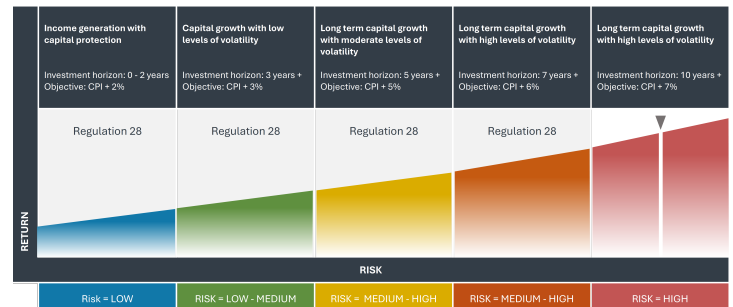 Income generation with
capital protection
Investment horizon: 0 - 2 years
Objective: CPI + 2%
Capital growth with low
levels of volatility
Investment horizon: 3 years +
Objective: CPI + 3%
Long term capital growth
with moderate levels of
volatility
Investment horizon: 5 years +
Objective: CPI + 5%
Long term capital growth
with high levels of volatility
Investment horizon: 7 years +
Objective: CPI + 6%
Long term capital growth
with high levels of volatility
Investment horizon: 10 years +
Objective: CPI + 7%
Regulation 28
Regulation 28
Regulation 28
Regulation 28
RETURN
RISK
Risk = LOW
RISK = LOW - MEDIUM
RISK = MEDIUM - HIGH
RISK = MEDIUM - HIGH
RISK = HIGH